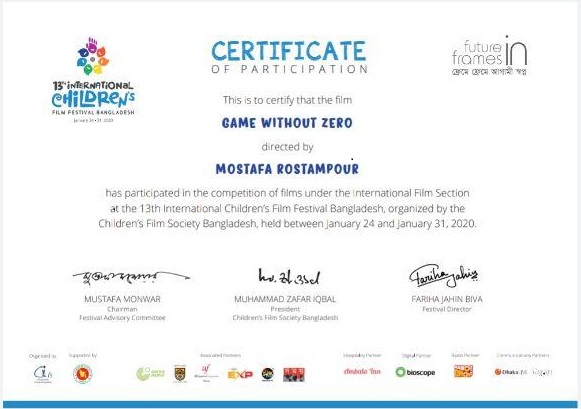 13th INTERNATIONAL
CHiLDReN's
FILM FESTIVAL BANGLADESH
January 24 - 31, 2020
CERTIFICATE
OF PARTICIPATION
future
frames in
ফ্রেমে ফ্রেমে আগামী স্বপ্ন
This is to certify that the film
GAME WITHOUT ZERO
directed by
MOSTAFA ROSTAMPOUR
has participated in the competition of films under the International Film Section
at the 13th International Children's Film Festival Bangladesh, organized by the
Children's Film Society Bangladesh, held between January 24 and January 31, 2020.
Fariha Jahin
MUSTAFA MONWAR
Chairman
Festival Advisory Committee
MUHAMMAD ZAFAR IQBAL
President
Children's Film Society Bangladesh
FARIHA JAHIN BIVA
Festival Director
Organized by
Supported by
Associated Partners
Hospitality Partner
Digital Partner
Radio Partner
Communications Partners
af
EXP
Ambala Inn
bioscope
Dhaka